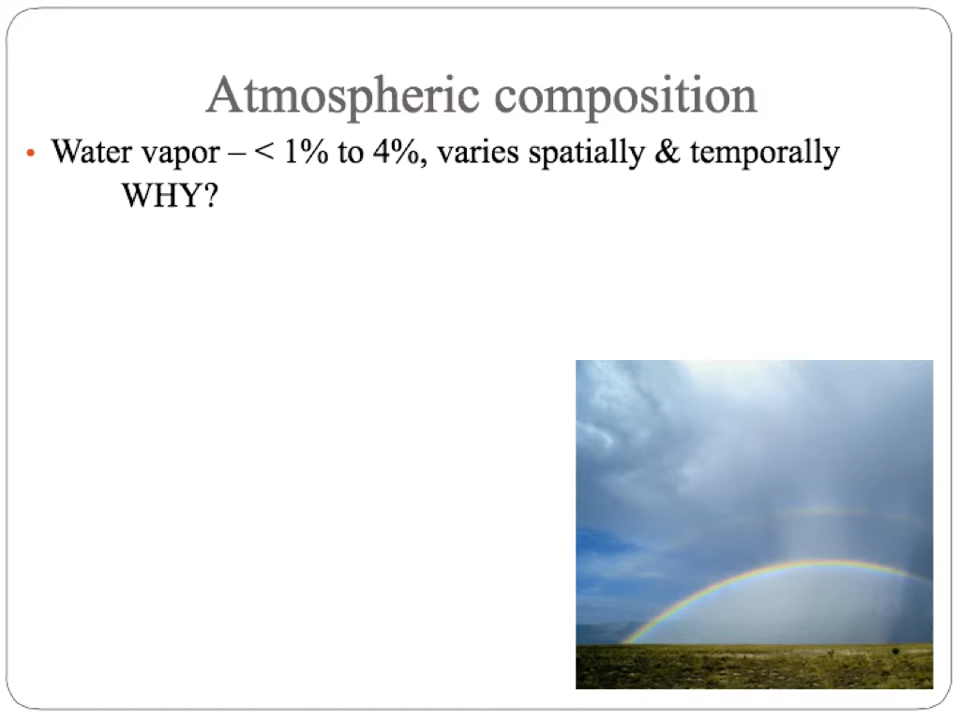 Atmospheric composition
• Water vapor – < 1% to 4%, varies spatially & temporally
WHY?